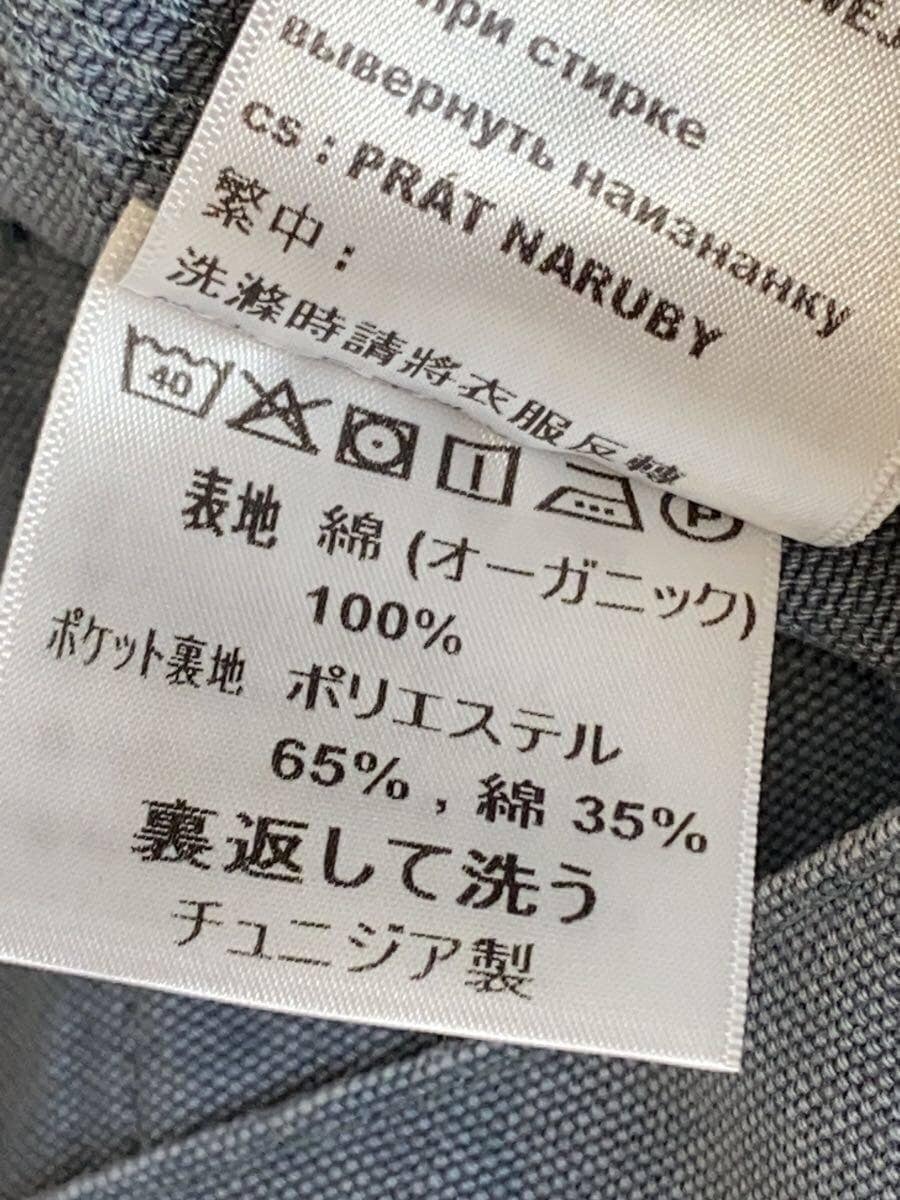 при стирке
вывернуть наизнанку
cs : PRÁT NARUBY
繁中 :
洗滌時請將衣服反轉
40
P
表地 綿 (オーガニック)
100%
ポケット裏地 ポリエステル
65% , 綿 35%
裏返して洗う
チュニジア製